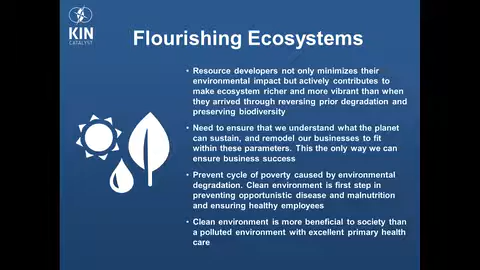 KIN
CATALYST
Flourishing Ecosystems
• Resource developers not only minimizes their
environmental impact but actively contributes to
make ecosystem richer and more vibrant than when
they arrived through reversing prior degradation and
preserving biodiversity
• Need to ensure that we understand what the planet
can sustain, and remodel our businesses to fit
within these parameters. This the only way we can
ensure business success
• Prevent cycle of poverty caused by environmental
degradation. Clean environment is first step in
preventing opportunistic disease and malnutrition
and ensuring healthy employees
• Clean environment is more beneficial to society than
a polluted environment with excellent primary health
care